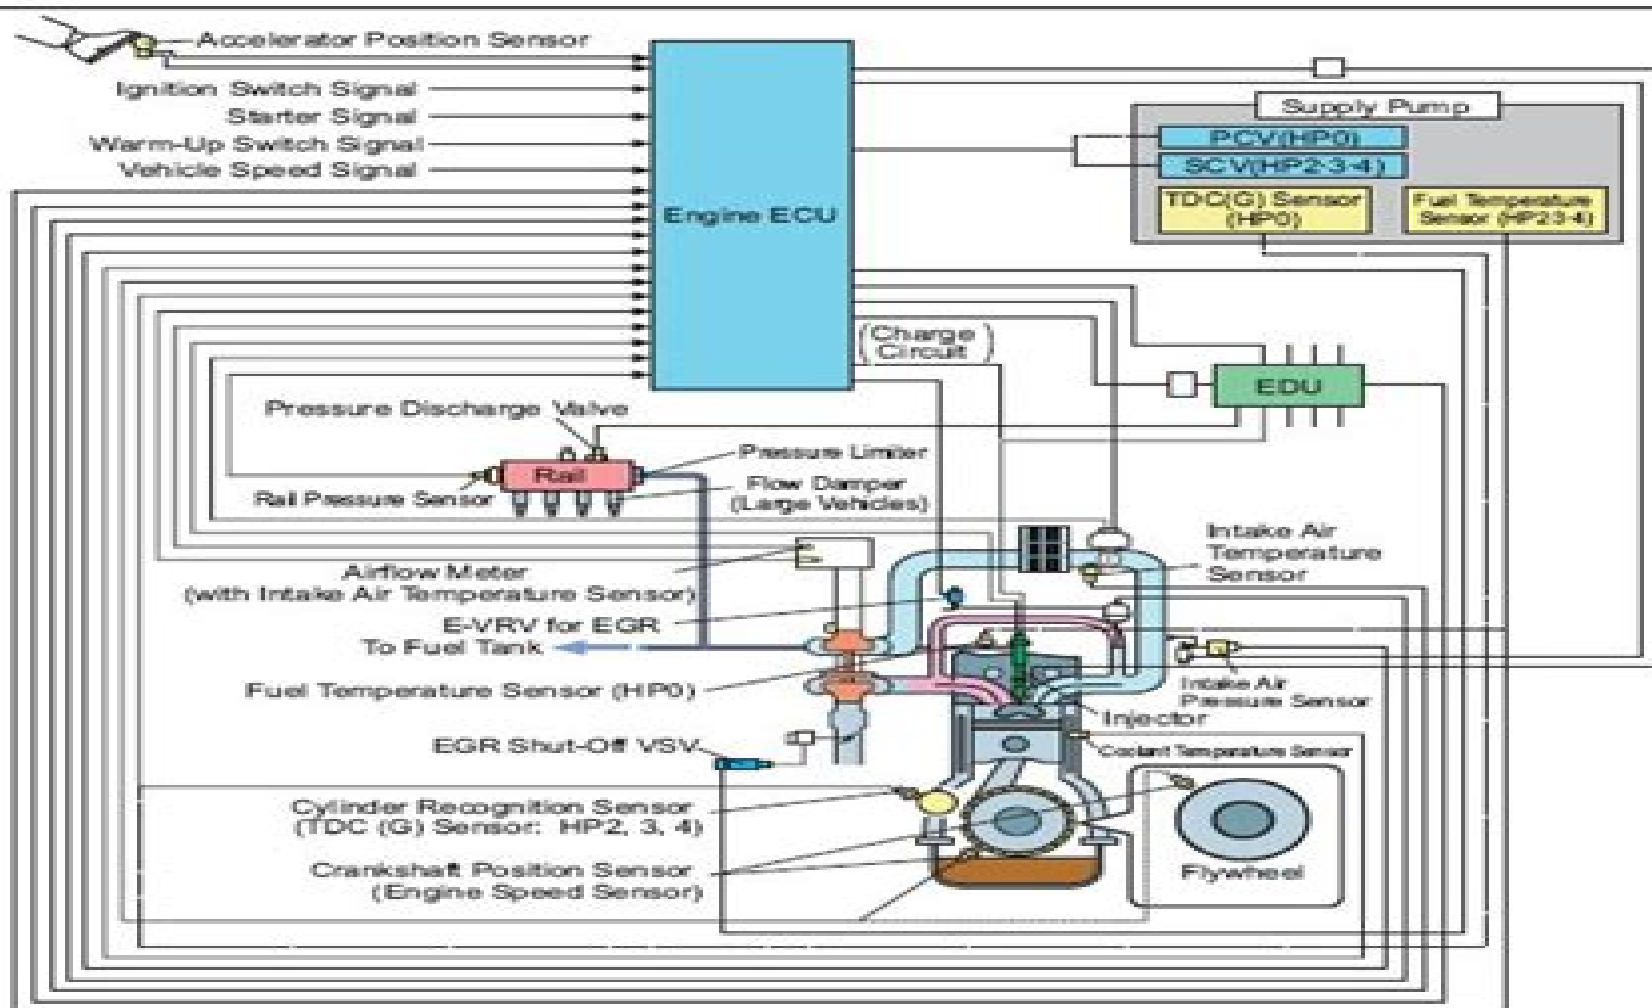 Accelerator Position Sensor
Ignition Switch Signal
Starter Signal
Warm-Up Switch Signal
Vehicle Speed Signal
Engine ECU
Supply Pump
PCV(HP0)
SCV(HP2·3·4)
TDC(G) Sensor
(HP0)
Fuel Temperature
Sensor (HP2·3·4)
(Charge
Circuit)
EDU
Pressure Discharge Valve
Rail
Pressure Limiter
Rail Pressure Sensor
Flow Damper
(Large Vehicles)
Intake Air
Temperature
Sensor
Airflow Meter
(with Intake Air Temperature Sensor)
E-VRV for EGR
To Fuel Tank
Fuel Temperature Sensor (HP0)
Intake Air
Pressure Sensor
Injector
EGR Shut-Off VSV
Coolant Temperature Sensor
Cylinder Recognition Sensor
(TDC (G) Sensor: HP2, 3, 4)
Crankshaft Position Sensor
(Engine Speed Sensor)
Flywheel